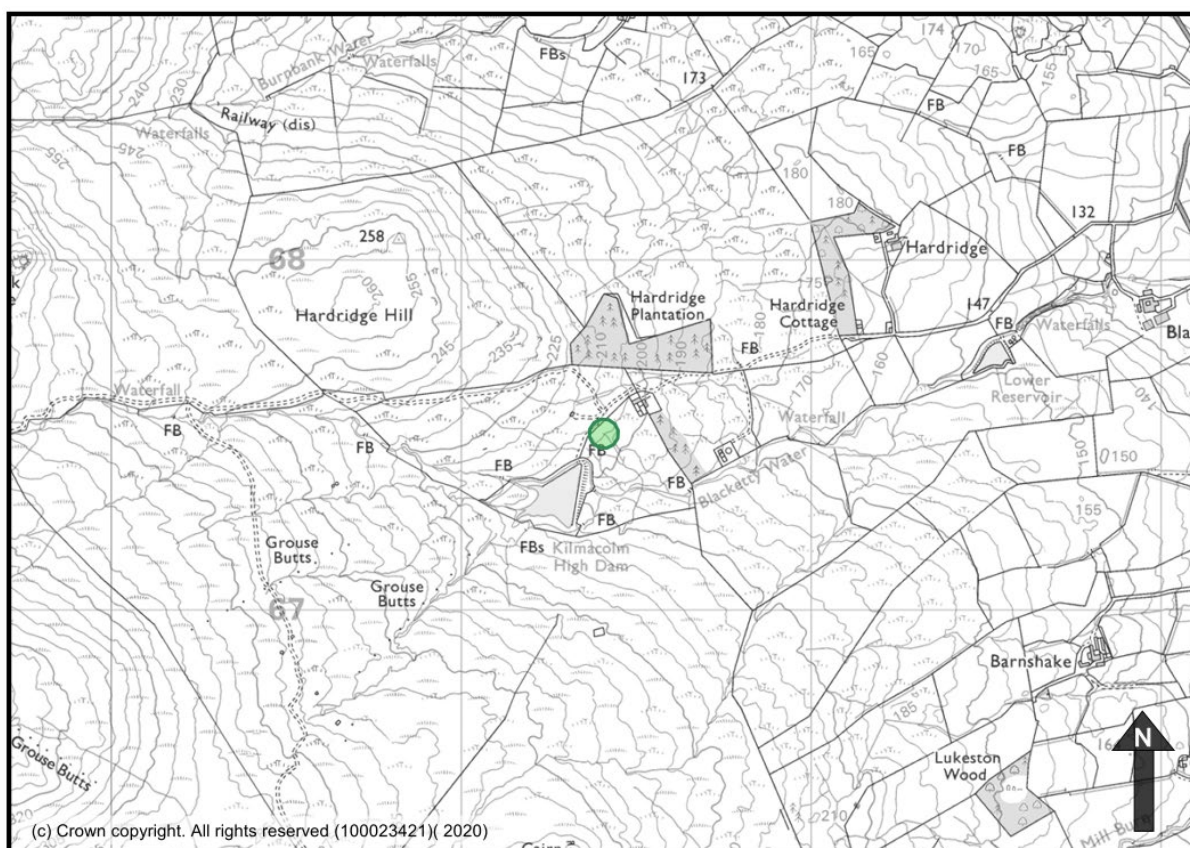 174
165
170
165
155
FBs
Burnbank Water
Waterfalls
173
240
230
FB
Railway (dis)
Waterfalls
255
245
FB
180
180
132
258
68
Hardridge
260
255
175
Hardridge Hill
Hardridge
Plantation
Hardridge
Cottage
147
FB
Waterfalls
Bla
245
235
225
210
200
190
180
FB
160
170
Lower
Reservoir
140
Waterfall
Waterfall
FB
FB
FB
FB
FB
Blacketty Water
150
150
FB
155
FBs
Kilmacolm
High Dam
Grouse
Butts
Grouse
Butts
67
320
Barnshake
185
N
Grouse Butts
Lukeston
Wood
210
Mill Burn
Cairn
(c) Crown copyright. All rights reserved (100023421)( 2020)